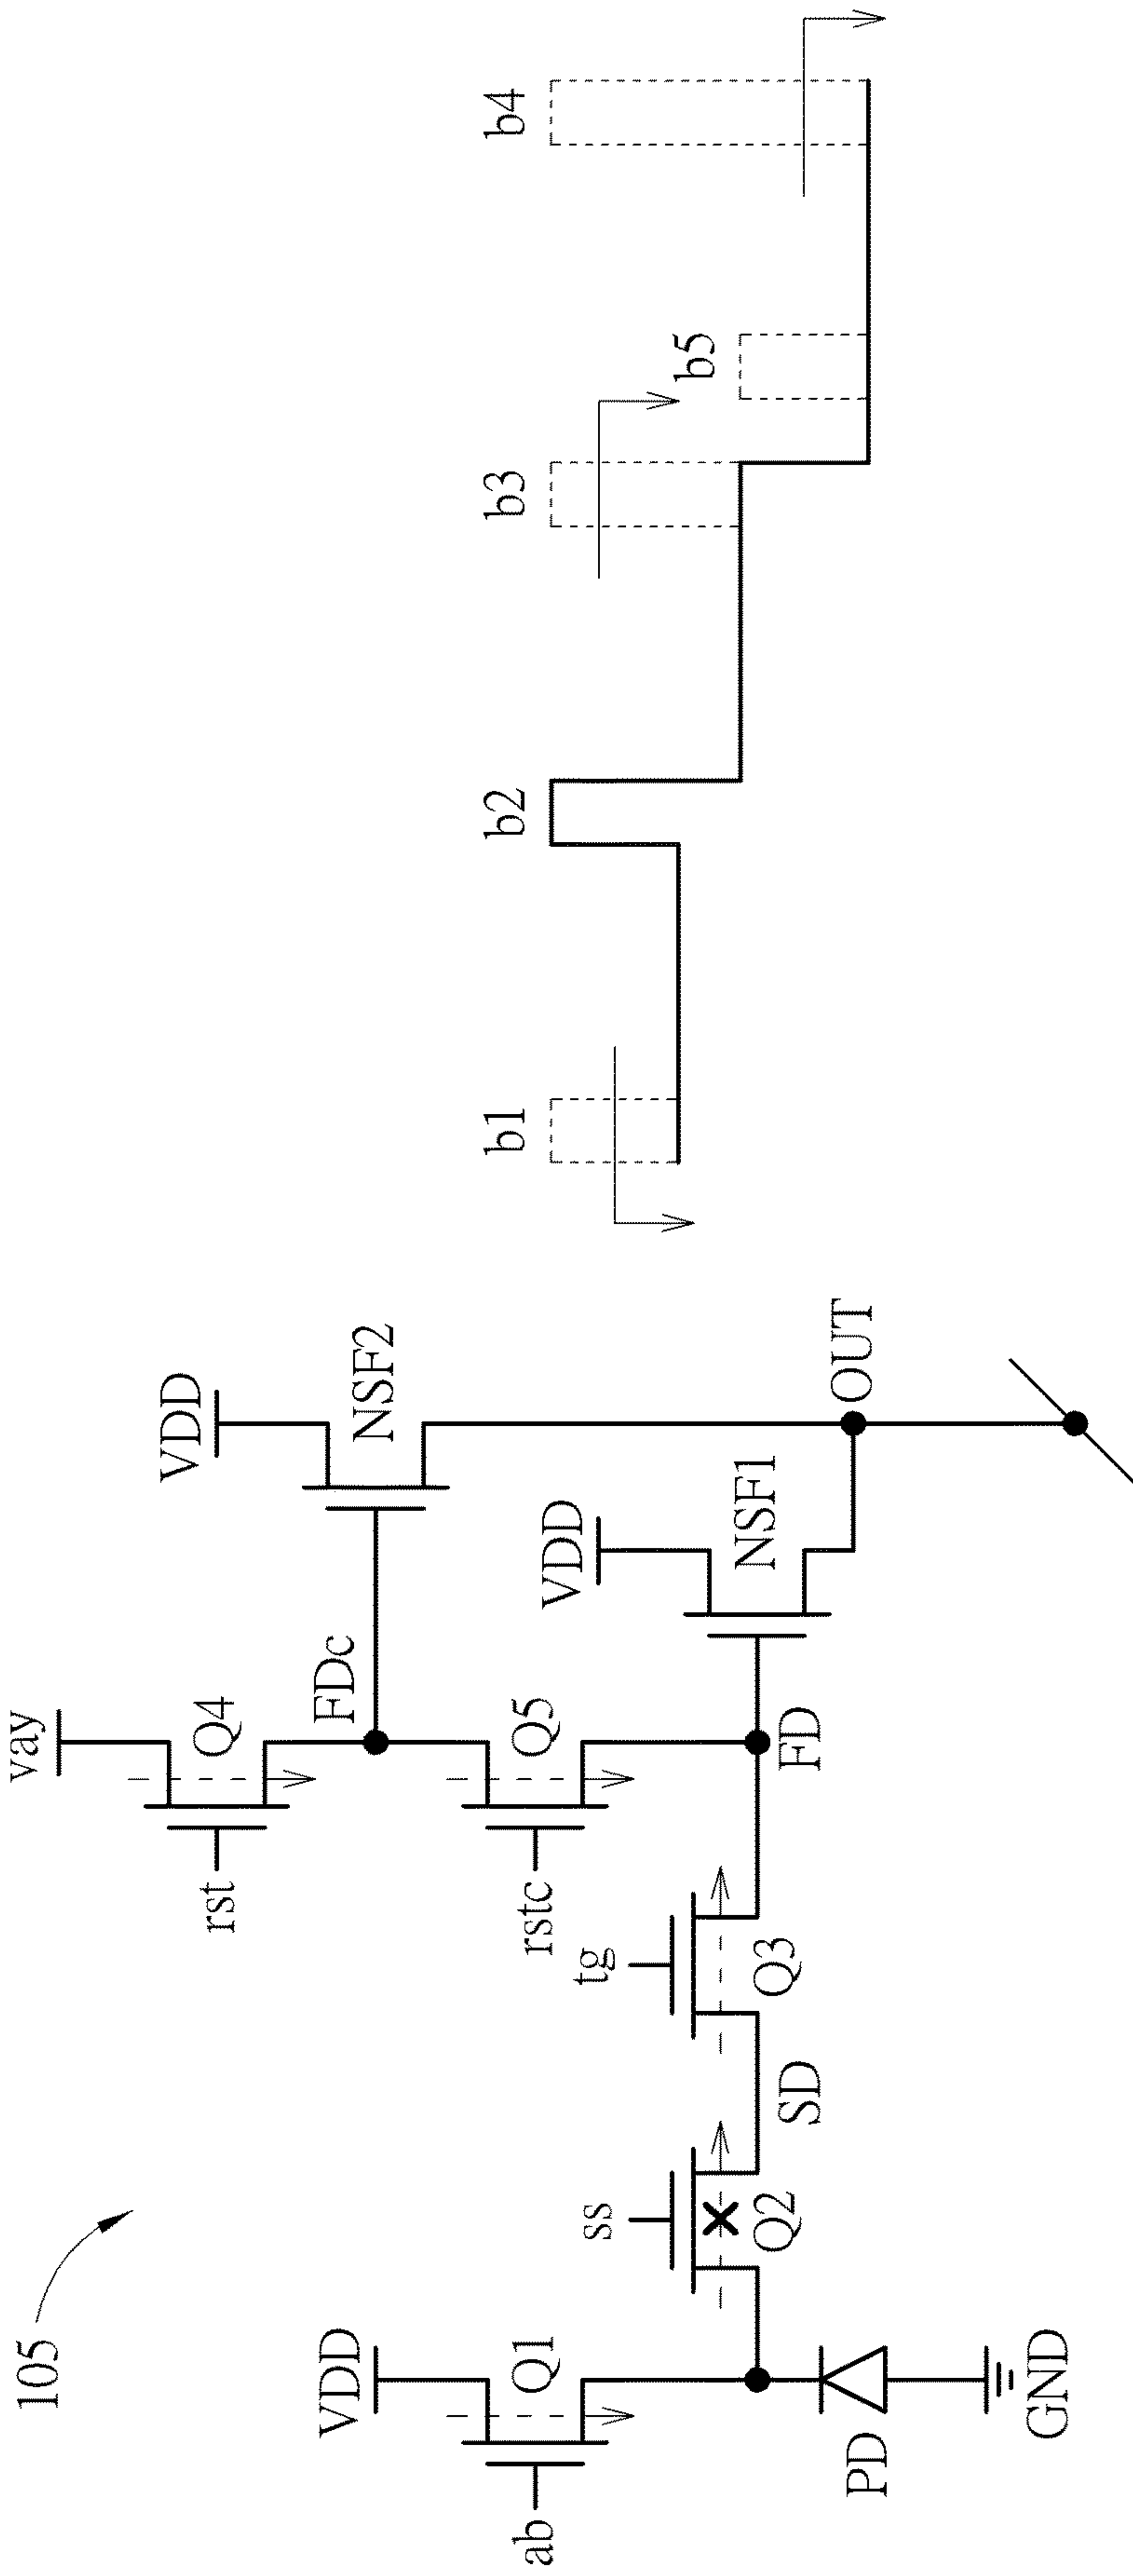 105
vay
VDD
rst
Q4
FDc
NSF2
VDD
ab
Q1
rstc
Q5
VDD
NSF1
ss
Q2
tg
Q3
SD
FD
OUT
PD
GND
b1
b2
b3
b4
b5